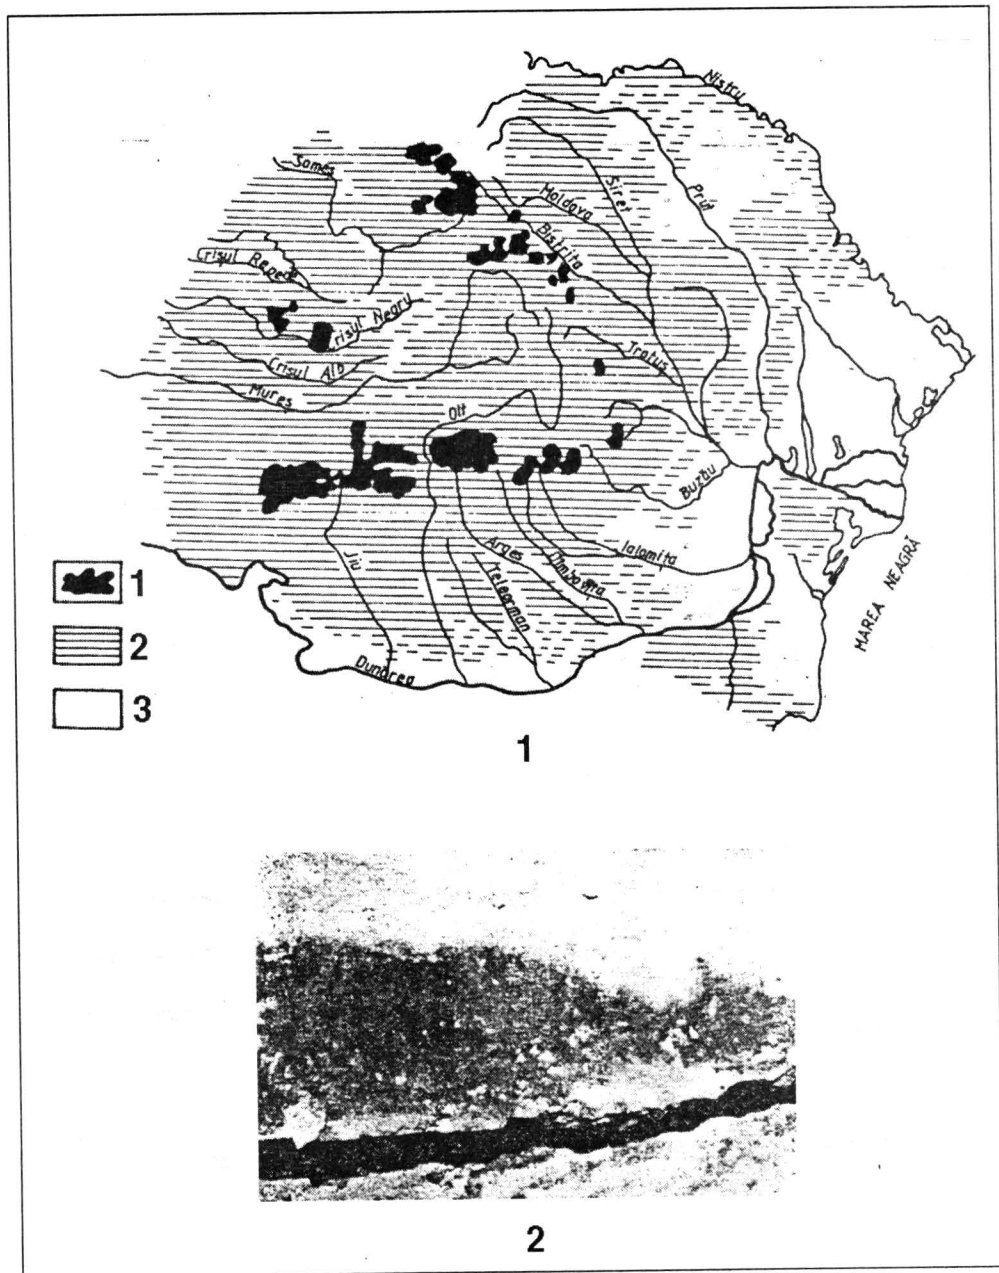 Nistru
Someș
Siret
Prut
Moldova
Bistrița
Crișul Repede
Crișul Negru
Crișul Alb
Trotuș
Mureș
Olt
Buzău
Ialomița
Jiu
Argeș
Dîmbovița
Teleorman
MAREA NEAGRĂ
Dunărea
1
2
3
1
2